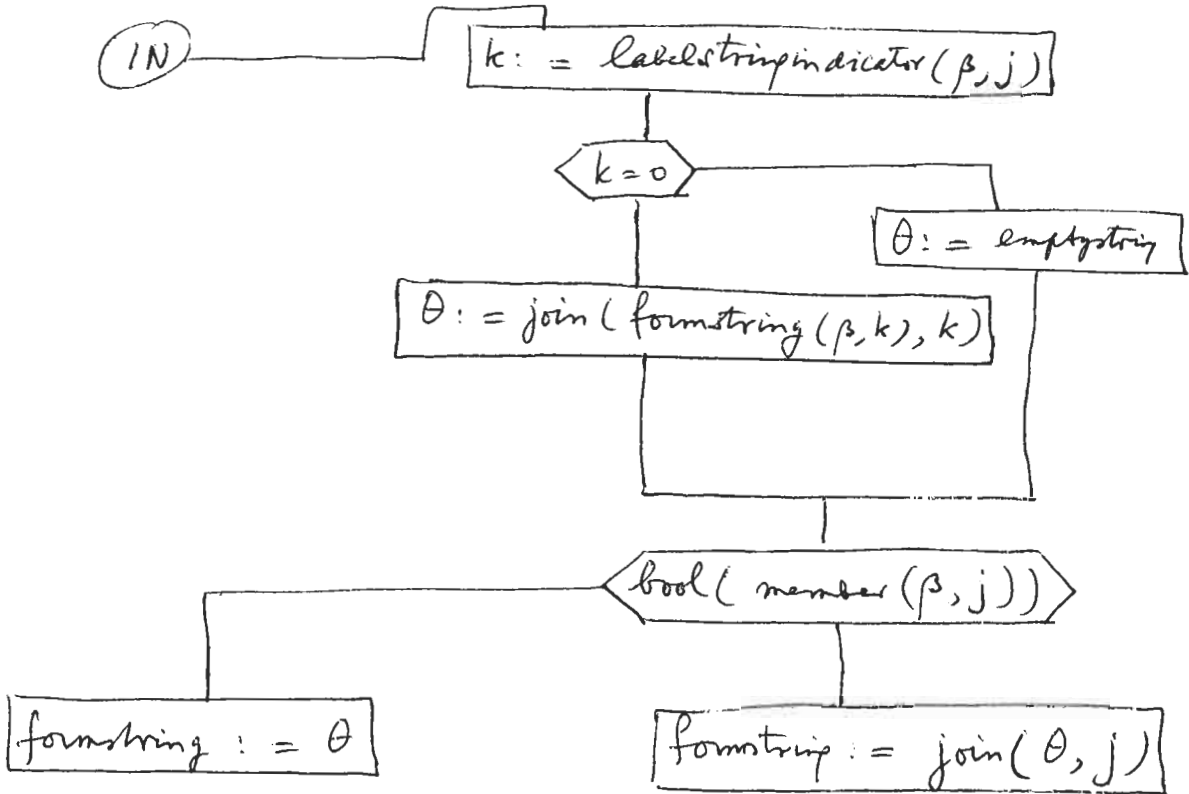 IN
k := labelstringindicator(β, j)
k = 0
θ := emptystring
θ := join(formstring(β, k), k)
bool(member(β, j))
formstring := θ
formstring := join(θ, j)